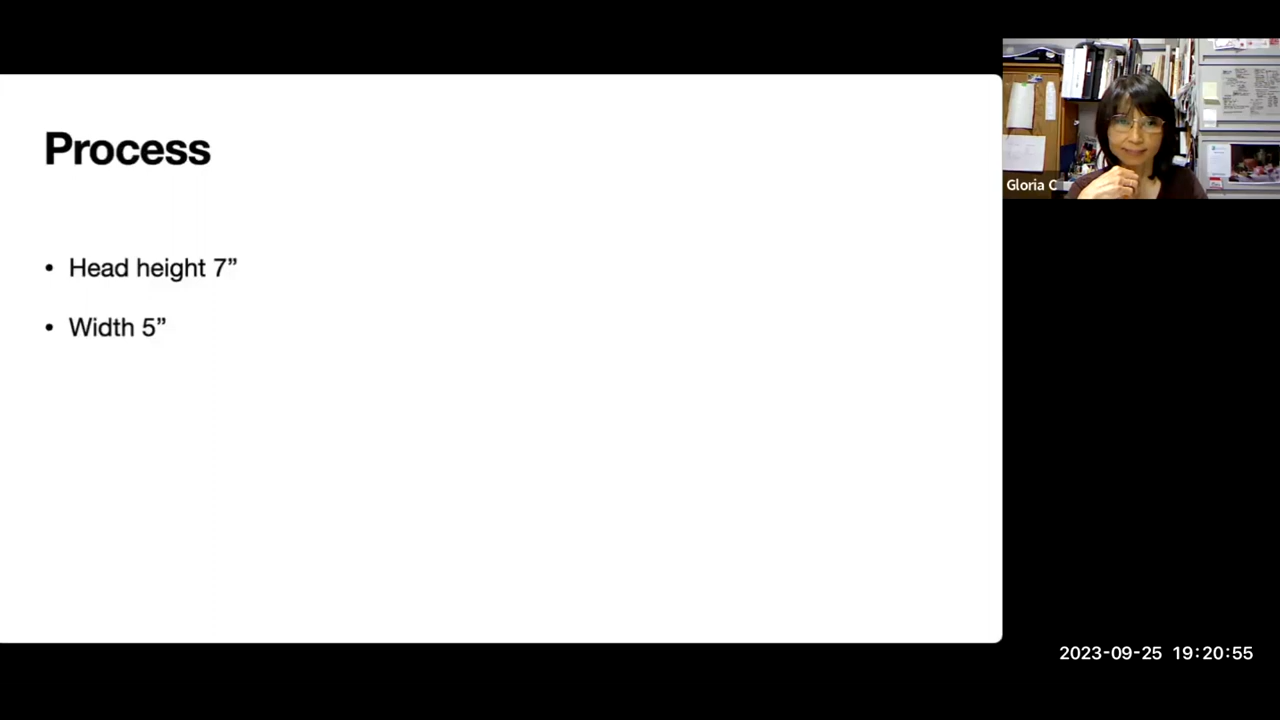 Process
• Head height 7”
• Width 5”
Gloria C
2023-09-25 19:20:55